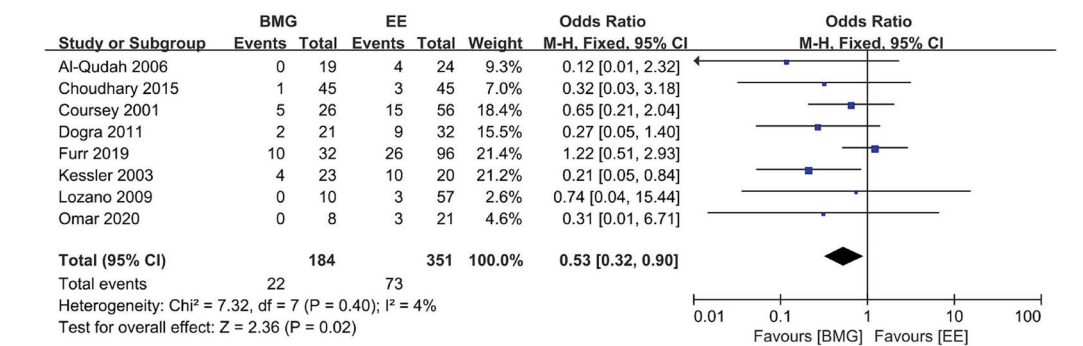 BMG EE Odds Ratio Odds Ratio
Study or Subgroup Events Total Events Total Weight M-H, Fixed, 95% CI M-H, Fixed, 95% CI
Al-Qudah 2006 0 19 4 24 9.3% 0.12 [0.01, 2.32]
Choudhary 2015 1 45 3 45 7.0% 0.32 [0.03, 3.18]
Coursey 2001 5 26 15 56 18.4% 0.65 [0.21, 2.04]
Dogra 2011 2 21 9 32 15.5% 0.27 [0.05, 1.40]
Furr 2019 10 32 26 96 21.4% 1.22 [0.51, 2.93]
Kessler 2003 4 23 10 20 21.2% 0.21 [0.05, 0.84]
Lozano 2009 0 10 3 57 2.6% 0.74 [0.04, 15.44]
Omar 2020 0 8 3 21 4.6% 0.31 [0.01, 6.71]
Total (95% CI) 184 351 100.0% 0.53 [0.32, 0.90]
Total events 22 73
Heterogeneity: Chi² = 7.32, df = 7 (P = 0.40); I² = 4%
Test for overall effect: Z = 2.36 (P = 0.02)
0.01 0.1 1 10 100
Favours [BMG] Favours [EE]